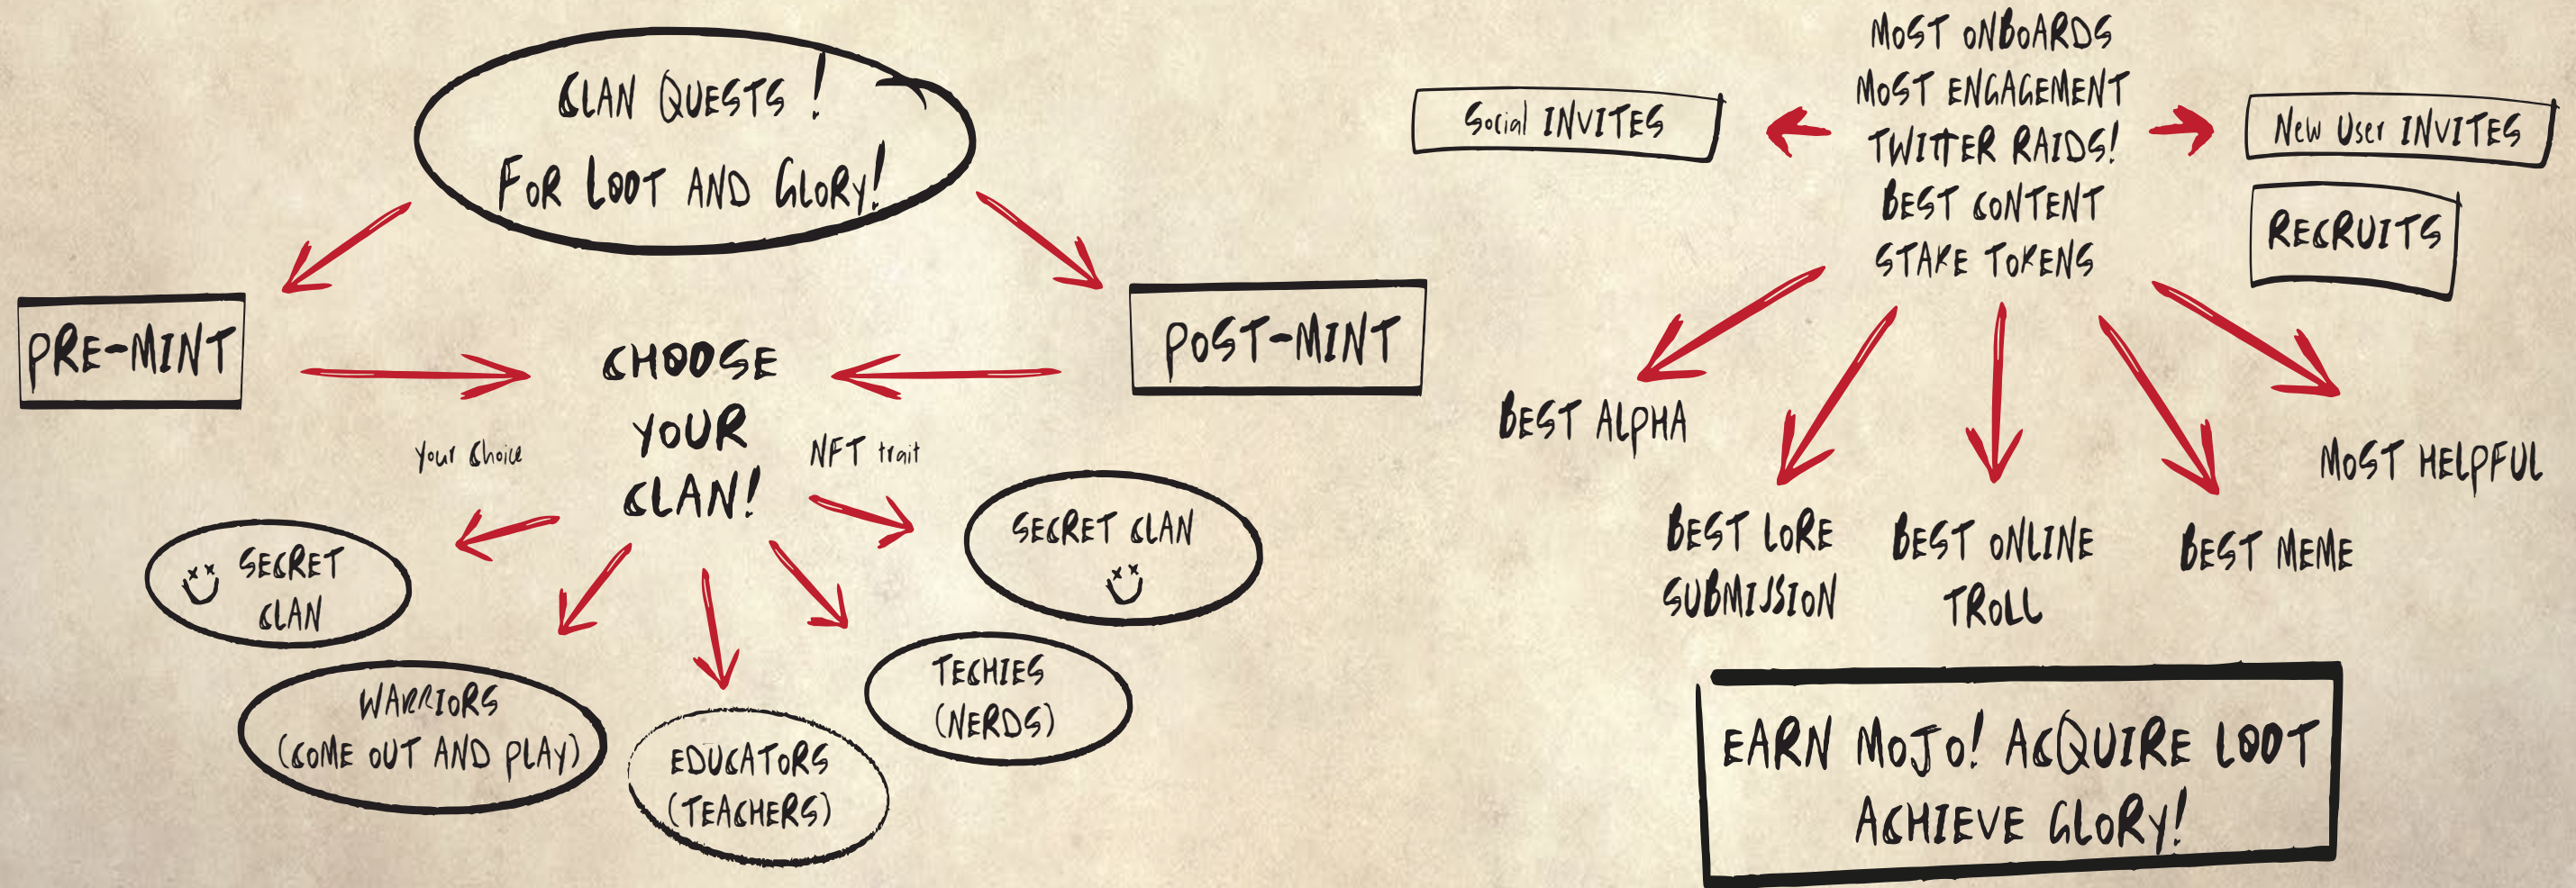 CLAN QUESTS !
FOR LOOT AND GLORY!
PRE-MINT
POST-MINT
CHOOSE
YOUR
CLAN!
Your Choice
NFT trait
SECRET
CLAN
WARRIORS
(COME OUT AND PLAY)
EDUCATORS
(TEACHERS)
TECHIES
(NERDS)
SECRET CLAN
MOST ONBOARDS
MOST ENGAGEMENT
TWITTER RAIDS!
BEST CONTENT
STAKE TOKENS
Social INVITES
New User INVITES
RECRUITS
BEST ALPHA
BEST LORE
SUBMISSION
BEST ONLINE
TROLL
BEST MEME
MOST HELPFUL
EARN MOJO! ACQUIRE LOOT
ACHIEVE GLORY!